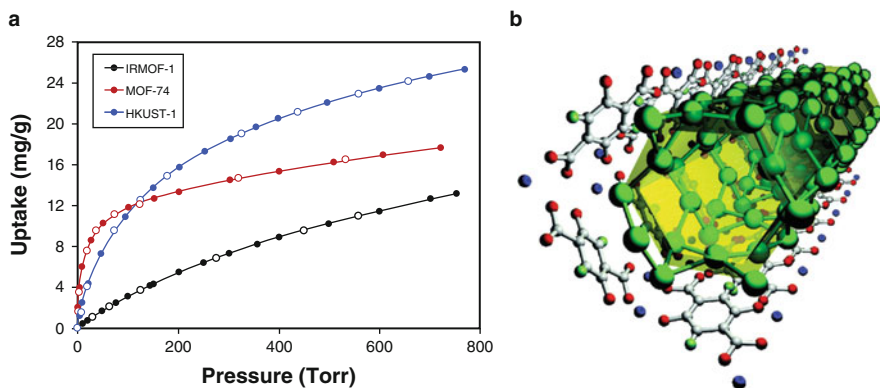 a
b
28
24
20
16
12
8
4
0
Uptake (mg/g)
IRMOF-1
MOF-74
HKUST-1
0 200 400 600 800
Pressure (Torr)